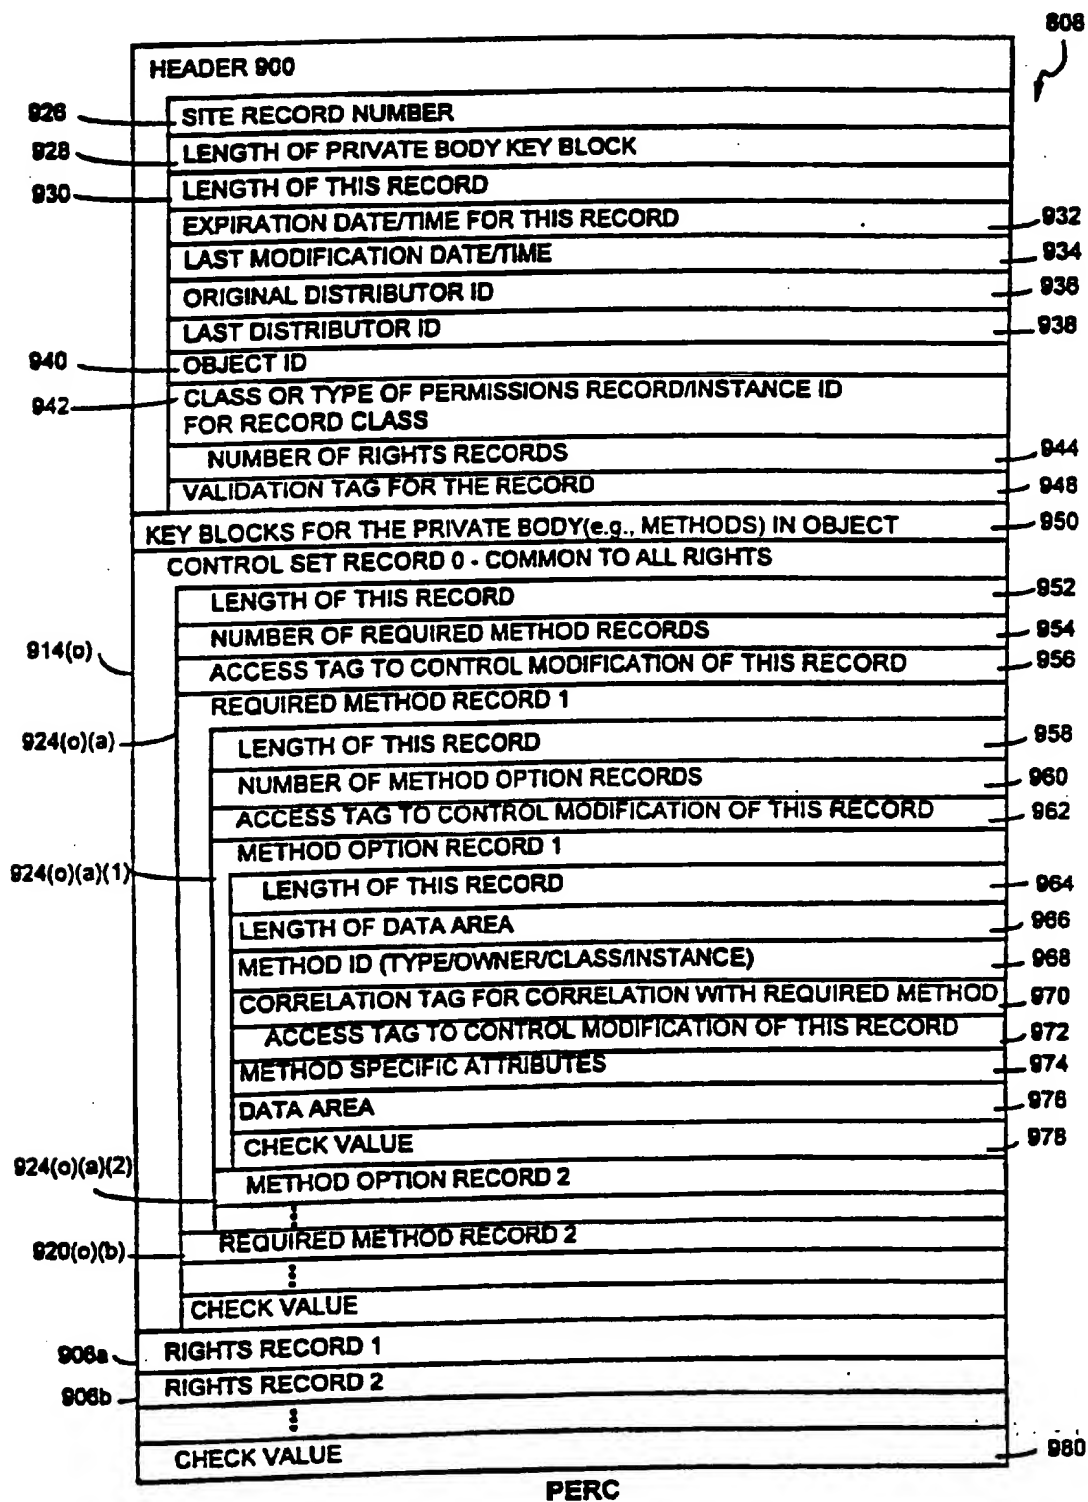 808
HEADER 900
926 SITE RECORD NUMBER
928 LENGTH OF PRIVATE BODY KEY BLOCK
930 LENGTH OF THIS RECORD
EXPIRATION DATE/TIME FOR THIS RECORD 932
LAST MODIFICATION DATE/TIME 934
ORIGINAL DISTRIBUTOR ID 936
LAST DISTRIBUTOR ID 938
940 OBJECT ID
942 CLASS OR TYPE OF PERMISSIONS RECORD/INSTANCE ID
FOR RECORD CLASS
NUMBER OF RIGHTS RECORDS 944
VALIDATION TAG FOR THE RECORD 948
KEY BLOCKS FOR THE PRIVATE BODY(e.g., METHODS) IN OBJECT 950
CONTROL SET RECORD 0 - COMMON TO ALL RIGHTS
LENGTH OF THIS RECORD 952
NUMBER OF REQUIRED METHOD RECORDS 954
914(o)
ACCESS TAG TO CONTROL MODIFICATION OF THIS RECORD 956
REQUIRED METHOD RECORD 1
924(o)(a)
LENGTH OF THIS RECORD 958
NUMBER OF METHOD OPTION RECORDS 960
ACCESS TAG TO CONTROL MODIFICATION OF THIS RECORD 962
METHOD OPTION RECORD 1
924(o)(a)(1)
LENGTH OF THIS RECORD 964
LENGTH OF DATA AREA 966
METHOD ID (TYPE/OWNER/CLASS/INSTANCE) 968
CORRELATION TAG FOR CORRELATION WITH REQUIRED METHOD 970
ACCESS TAG TO CONTROL MODIFICATION OF THIS RECORD 972
METHOD SPECIFIC ATTRIBUTES 974
DATA AREA 976
CHECK VALUE 978
924(o)(a)(2)
METHOD OPTION RECORD 2
920(o)(b) REQUIRED METHOD RECORD 2
CHECK VALUE
906a RIGHTS RECORD 1
906b RIGHTS RECORD 2
CHECK VALUE 980
PERC